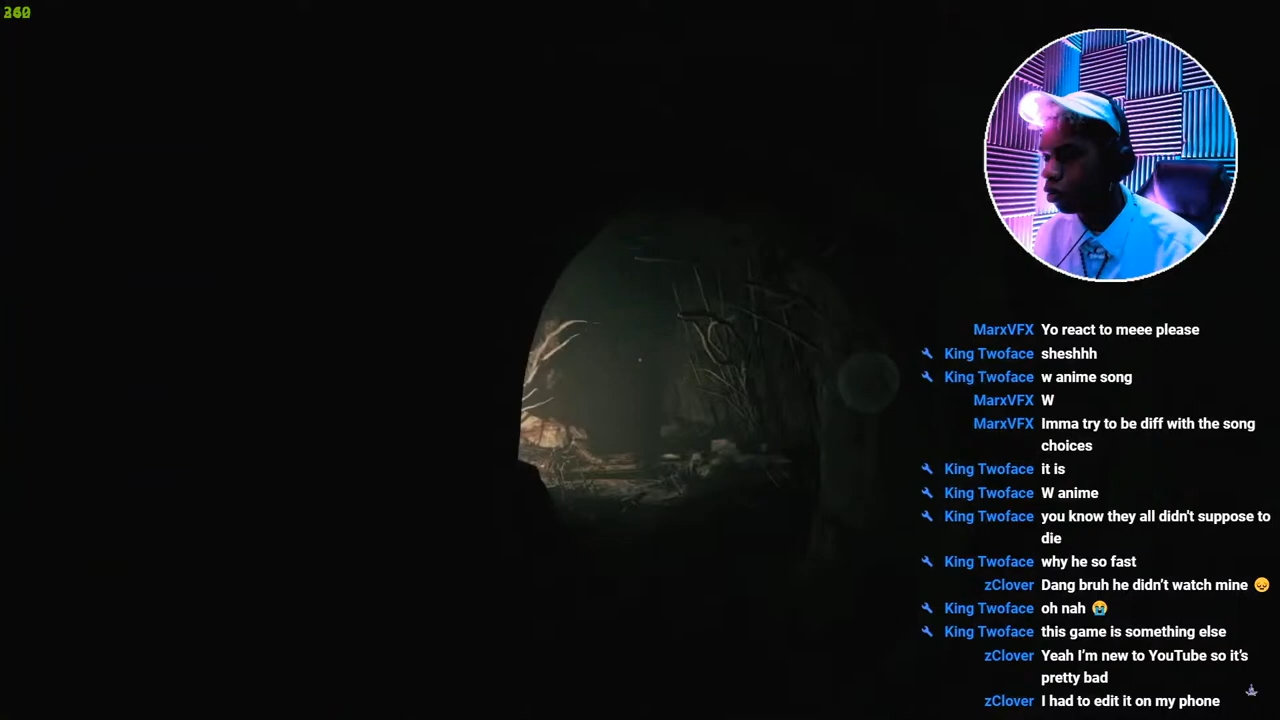 MarxVFX Yo react to meee please
King Twoface sheshhh
King Twoface w anime song
MarxVFX W
MarxVFX Imma try to be diff with the song
choices
King Twoface it is
King Twoface W anime
King Twoface you know they all didn't suppose to
die
King Twoface why he so fast
zClover Dang bruh he didn’t watch mine 😞
King Twoface oh nah 😭
King Twoface this game is something else
zClover Yeah I’m new to YouTube so it’s
pretty bad
zClover I had to edit it on my phone